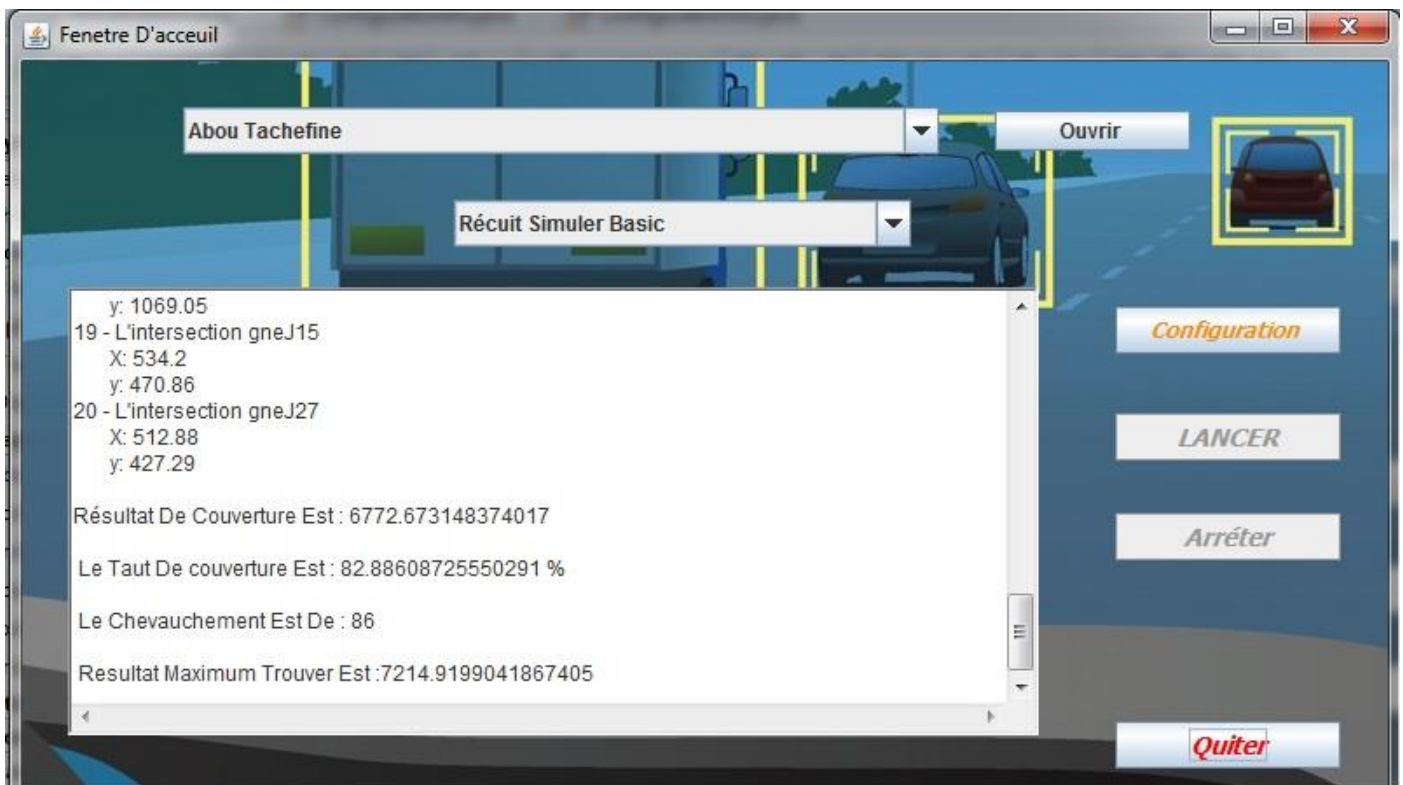 Fenetre D'acceuil
Abou Tachefine
Ouvrir
Récuit Simuler Basic
y: 1069.05
19 - L'intersection gneJ15
X: 534.2
y: 470.86
20 - L'intersection gneJ27
X: 512.88
y: 427.29
Résultat De Couverture Est : 6772.673148374017
Le Taut De couverture Est : 82.88608725550291 %
Le Chevauchement Est De : 86
Resultat Maximum Trouver Est :7214.9199041867405
Configuration
LANCER
Arréter
Quiter